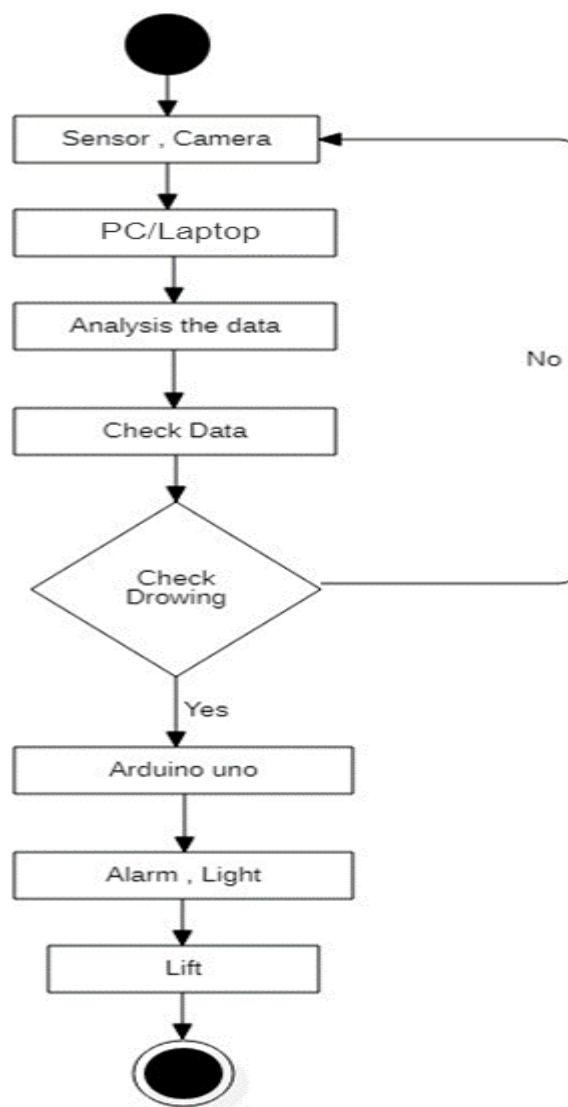 Sensor , Camera
PC/Laptop
Analysis the data
No
Check Data
Check
Drowing
Yes
Arduino uno
Alarm , Light
Lift